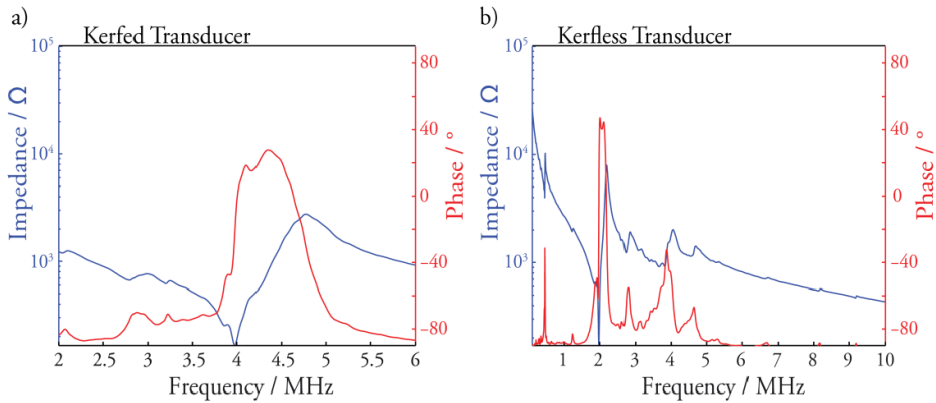 a)
Kerfed Transducer
Impedance / Ω
10⁵
10⁴
10³
80
40
0
-40
-80
Phase / °
2 2.5 3 3.5 4 4.5 5 5.5 6
Frequency / MHz
b)
Kerfless Transducer
Impedance / Ω
10⁵
10⁴
10³
80
40
0
-40
-80
Phase / °
1 2 3 4 5 6 7 8 9 10
Frequency / MHz